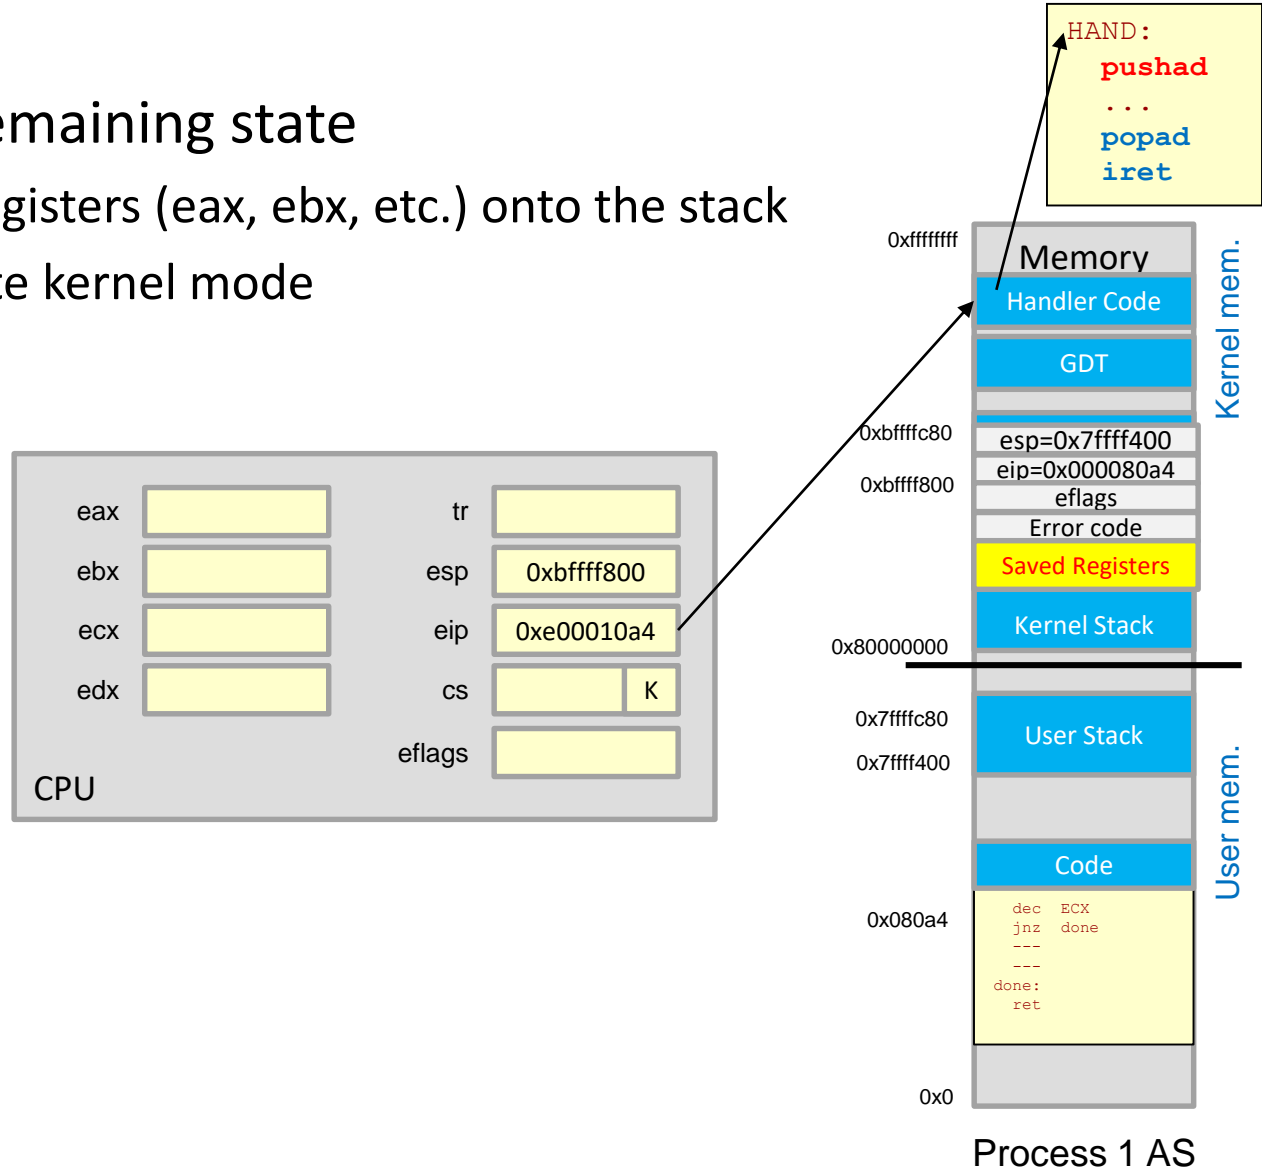 HAND:
pushad
...
popad
iret
emaining state
gisters (eax, ebx, etc.) onto the stack
te kernel mode
0xffffffff
Memory
Handler Code
GDT
Kernel mem.
0xbffffc80
esp=0x7ffff400
eip=0x000080a4
0xbffff800
eflags
Error code
Saved Registers
Kernel Stack
0x80000000
eax
tr
ebx
esp
0xbffff800
ecx
eip
0xe00010a4
edx
cs
K
eflags
CPU
0x7ffffc80
User Stack
0x7ffff400
User mem.
Code
0x080a4
dec ECX
jnz done
---
---
done:
ret
0x0
Process 1 AS